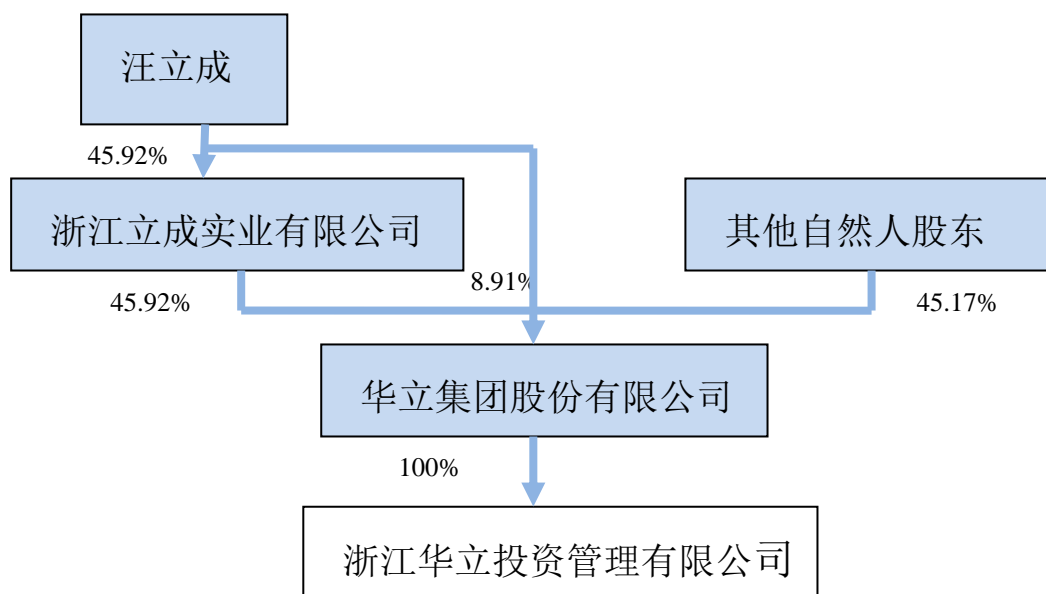 汪立成
45.92%
浙江立成实业有限公司
其他自然人股东
8.91%
45.92%
45.17%
华立集团股份有限公司
100%
浙江华立投资管理有限公司